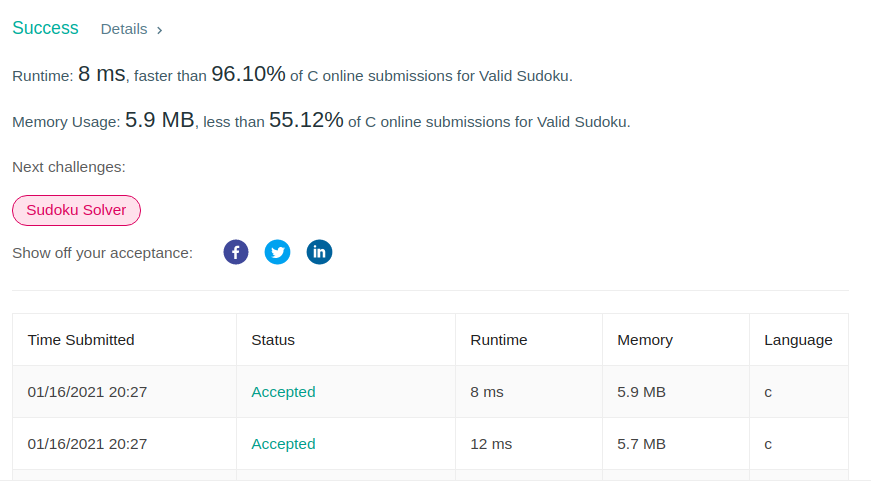 Success Details >
Runtime: 8 ms, faster than 96.10% of C online submissions for Valid Sudoku.
Memory Usage: 5.9 MB, less than 55.12% of C online submissions for Valid Sudoku.
Next challenges:
Sudoku Solver
Show off your acceptance:
Time Submitted Status Runtime Memory Language
01/16/2021 20:27 Accepted 8 ms 5.9 MB c
01/16/2021 20:27 Accepted 12 ms 5.7 MB c